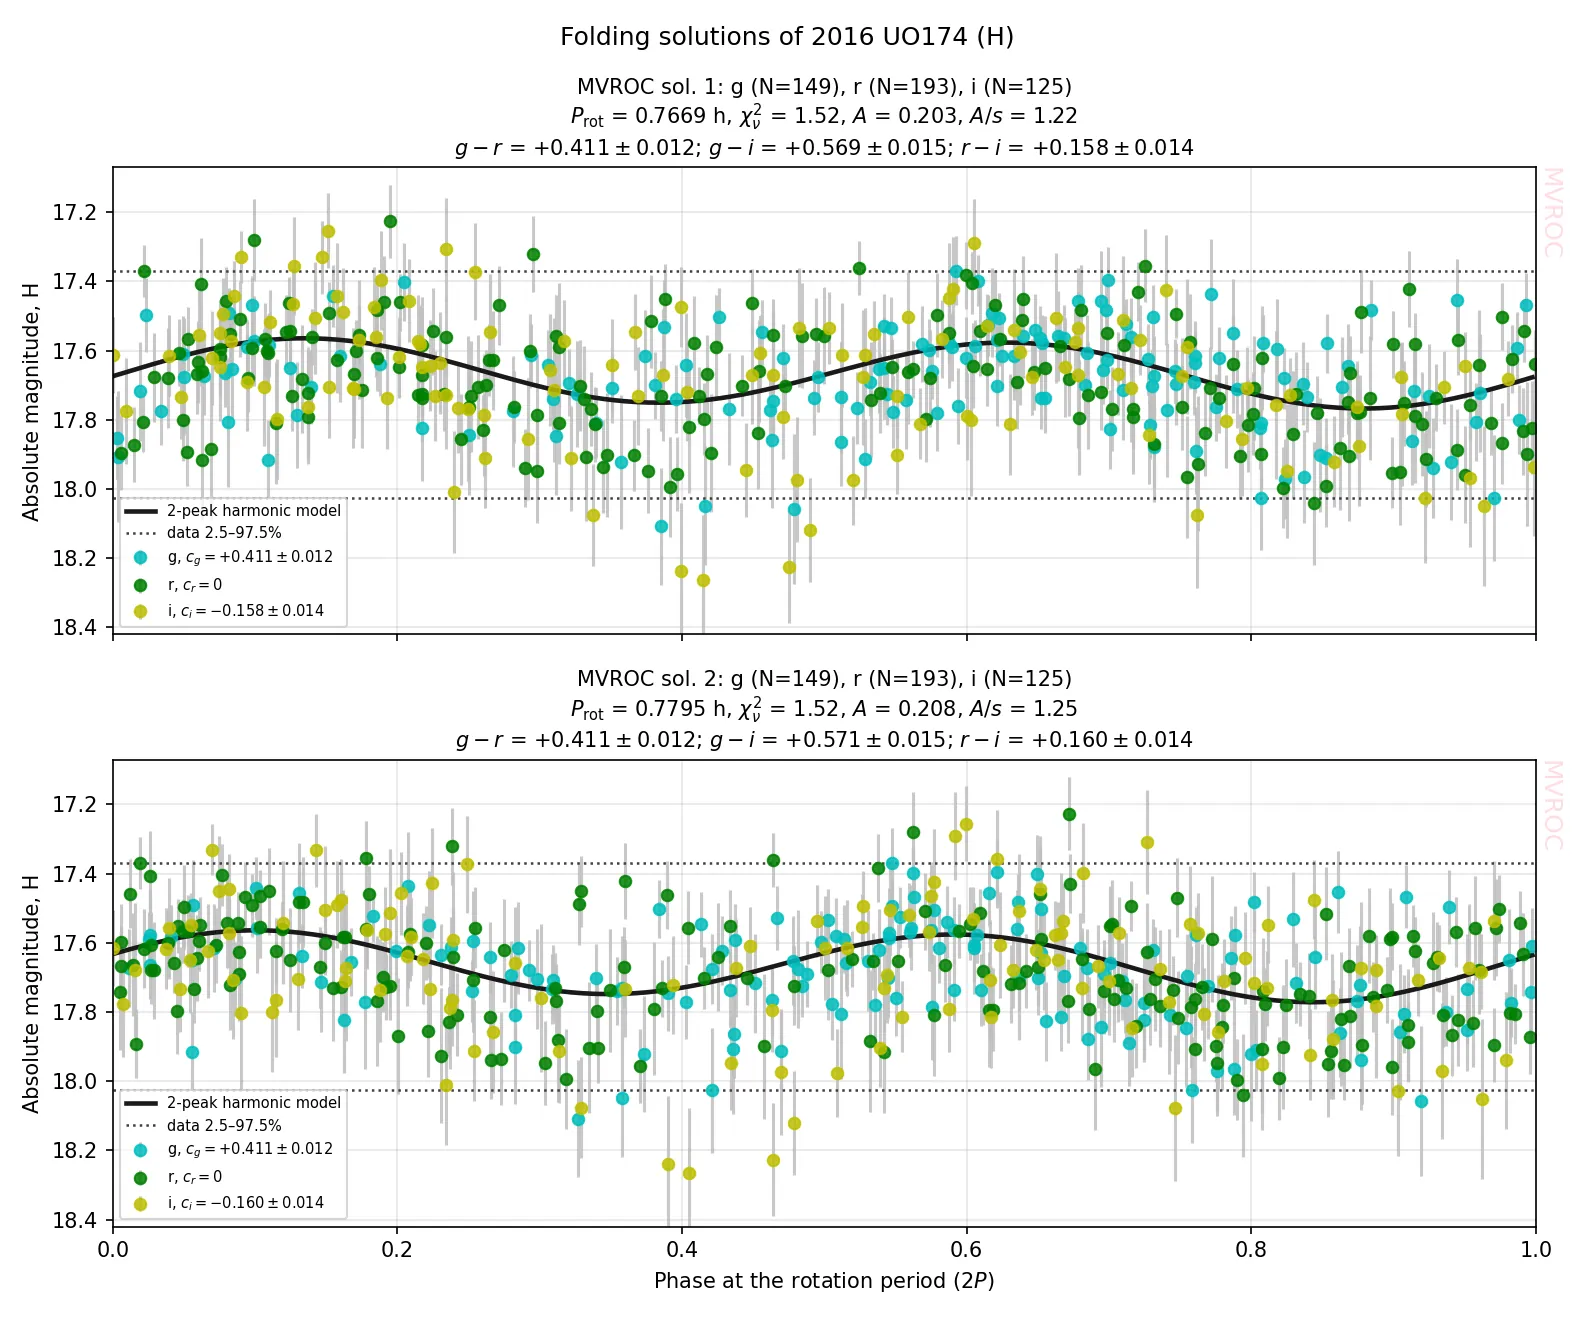 Folding solutions of 2016 UO174 (H)
MVROC sol. 1: g (N=149), r (N=193), i (N=125)
P_rot = 0.7669 h, χ²_ν = 1.52, A = 0.203, A/s = 1.22
g − r = +0.411 ± 0.012; g − i = +0.569 ± 0.015; r − i = +0.158 ± 0.014
MVROC
Absolute magnitude, H
17.2
17.4
17.6
17.8
18.0
18.2
18.4
2-peak harmonic model
data 2.5–97.5%
g, c_g = +0.411 ± 0.012
r, c_r = 0
i, c_i = −0.158 ± 0.014
MVROC sol. 2: g (N=149), r (N=193), i (N=125)
P_rot = 0.7795 h, χ²_ν = 1.52, A = 0.208, A/s = 1.25
g − r = +0.411 ± 0.012; g − i = +0.571 ± 0.015; r − i = +0.160 ± 0.014
MVROC
Absolute magnitude, H
17.2
17.4
17.6
17.8
18.0
18.2
18.4
2-peak harmonic model
data 2.5–97.5%
g, c_g = +0.411 ± 0.012
r, c_r = 0
i, c_i = −0.160 ± 0.014
0.0 0.2 0.4 0.6 0.8 1.0
Phase at the rotation period (2P)